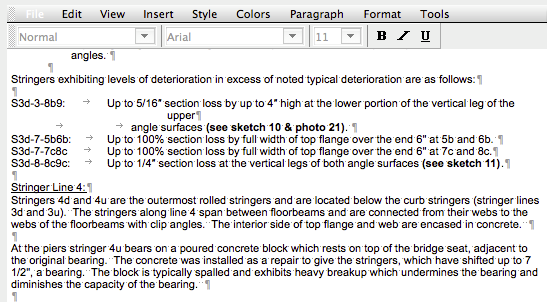 File Edit View Insert Style Colors Paragraph Format Tools
Normal Arial 11 B I U
angles. ¶
¶
Stringers exhibiting levels of deterioration in excess of noted typical deterioration are as follows: ¶
¶
S3d-3-8b9: → Up to 5/16″ section loss by up to 4″ high at the lower portion of the vertical leg of the
upper¶
→ → angle surfaces (see sketch 10 & photo 21). ¶
S3d-7-5b6b: → Up to 100% section loss by full width of top flange over the end 6" at 5b and 6b. ¶
S3d-7-7c8c → Up to 100% section loss by full width of top flange over the end 6" at 7c and 8c.¶
S3d-8-8c9c: → Up to 1/4″ section loss at the vertical legs of both angle surfaces (see sketch 11). ¶
¶
Stringer Line 4:¶
Stringers 4d and 4u are the outermost rolled stringers and are located below the curb stringers (stringer lines
3d and 3u). The stringers along line 4 span between floorbeams and are connected from their webs to the
webs of the floorbeams with clip angles. The interior side of top flange and web are encased in concrete. ¶
¶
At the piers stringer 4u bears on a poured concrete block which rests on top of the bridge seat, adjacent to
the original bearing. The concrete was installed as a repair to give the stringers, which have shifted up to 7
1/2", a bearing. The block is typically spalled and exhibits heavy breakup which undermines the bearing and
diminishes the capacity of the bearing. ¶
¶